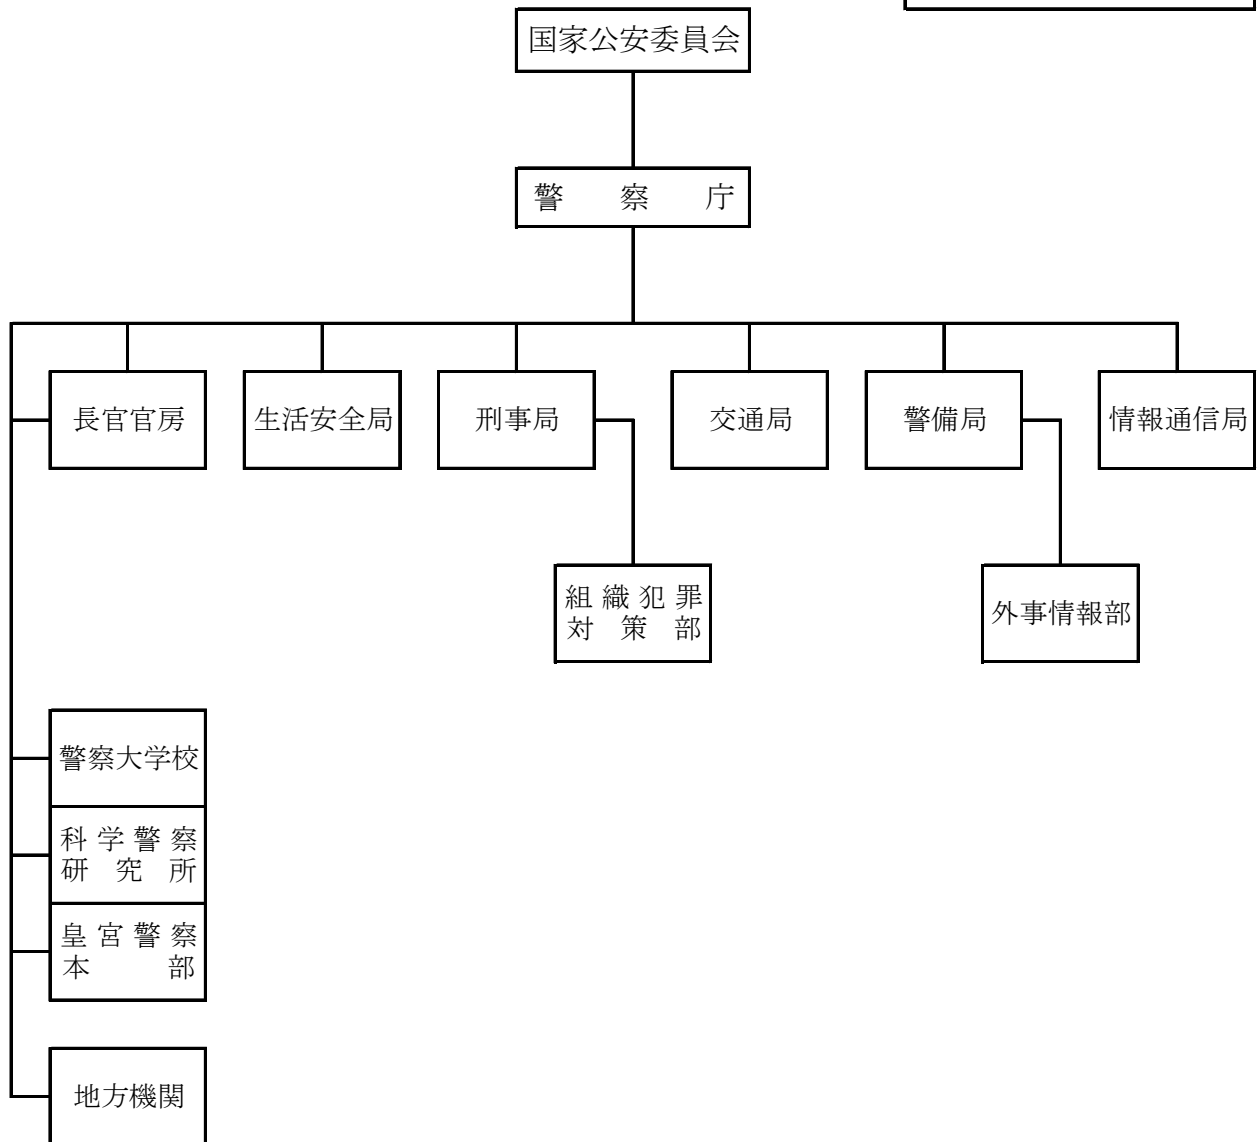 国家公安委員会
警察庁
長官官房
生活安全局
刑事局
交通局
警備局
情報通信局
組織犯罪
対策部
外事情報部
警察大学校
科学警察
研究所
皇宮警察
本部
地方機関